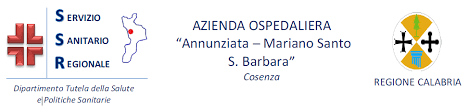 SERVIZIO
SANITARIO
REGIONALE
Dipartimento Tutela della Salute
e|Politiche Sanitarie
AZIENDA OSPEDALIERA
“Annunziata – Mariano Santo
S. Barbara”
Cosenza
REGIONE CALABRIA